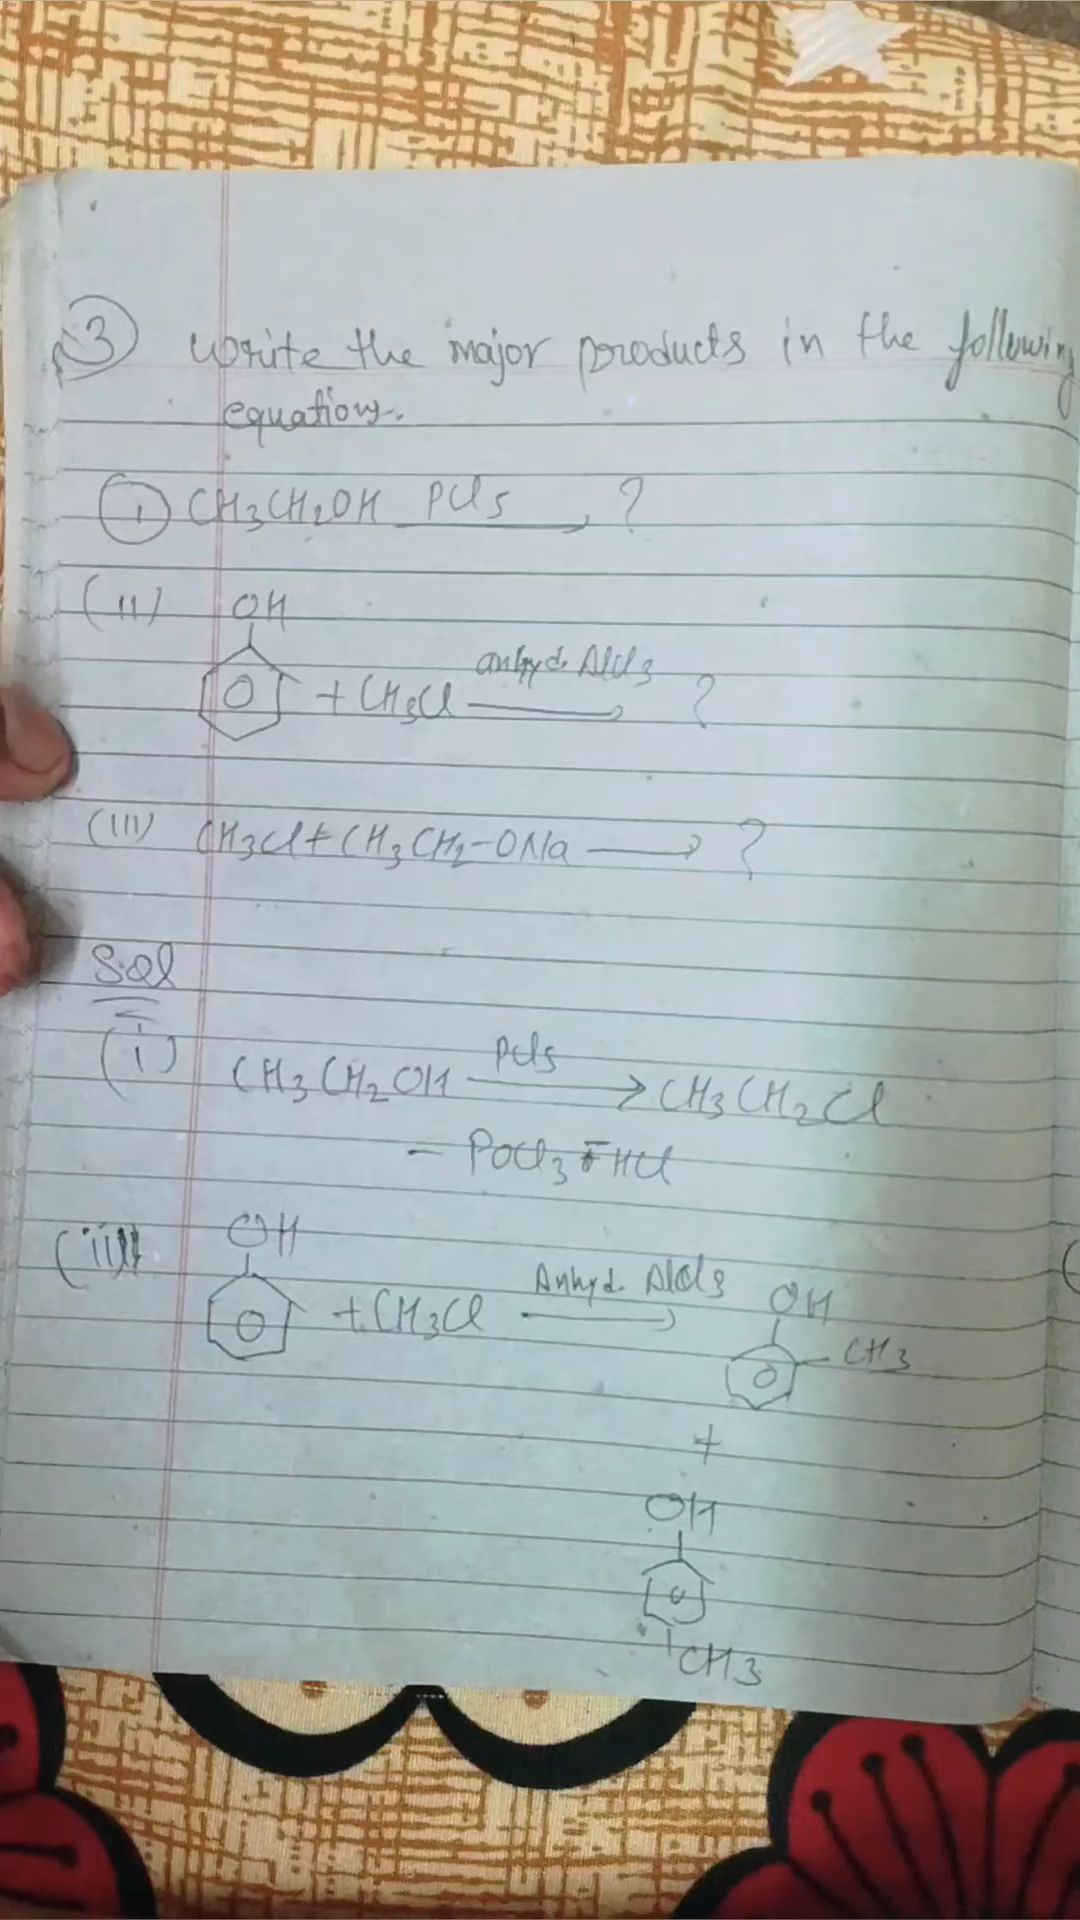 3 Write the major products in the following
equations.
(i) CH3CH2OH PCl5 → ?
(ii) OH
anhyd. AlCl3
+ CH3Cl → ?
(iii) CH3Cl + CH3CH2-ONa → ?
Sol
(i) CH3CH2OH PCl5 → CH3CH2Cl
- POCl3 + HCl
(ii) OH
+ CH3Cl Anhyd. AlCl3 → OH
CH3
+
OH
CH3